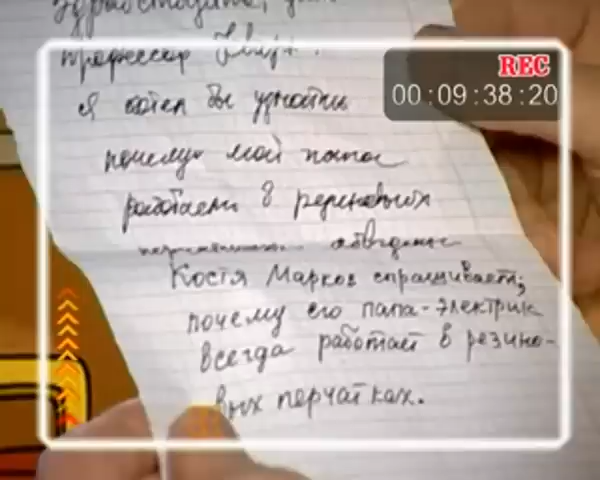 Здравствуйте,
профессор
REC
00:09:38:20
я хотел бы узнать
почему мой папа
работает в резиновых
Костя Марков спрашивает,
почему его папа-электрик
всегда работает в резино-
вых перчатках.